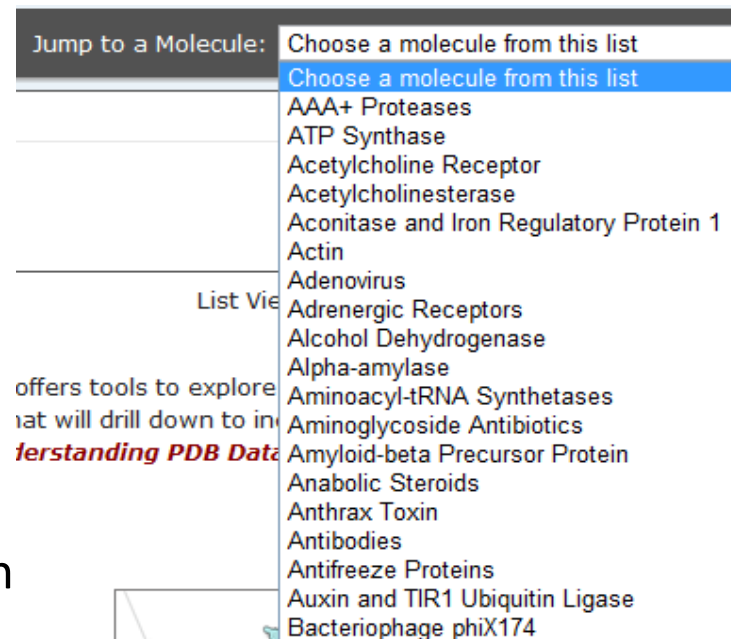 Jump to a Molecule: Choose a molecule from this list
Choose a molecule from this list
AAA+ Proteases
ATP Synthase
Acetylcholine Receptor
Acetylcholinesterase
Aconitase and Iron Regulatory Protein 1
Actin
Adenovirus
List Vie
Adrenergic Receptors
Alcohol Dehydrogenase
Alpha-amylase
offers tools to explore
Aminoacyl-tRNA Synthetases
hat will drill down to in
Aminoglycoside Antibiotics
derstanding PDB Data
Amyloid-beta Precursor Protein
Anabolic Steroids
Anthrax Toxin
Antibodies
Antifreeze Proteins
Auxin and TIR1 Ubiquitin Ligase
Bacteriophage phiX174